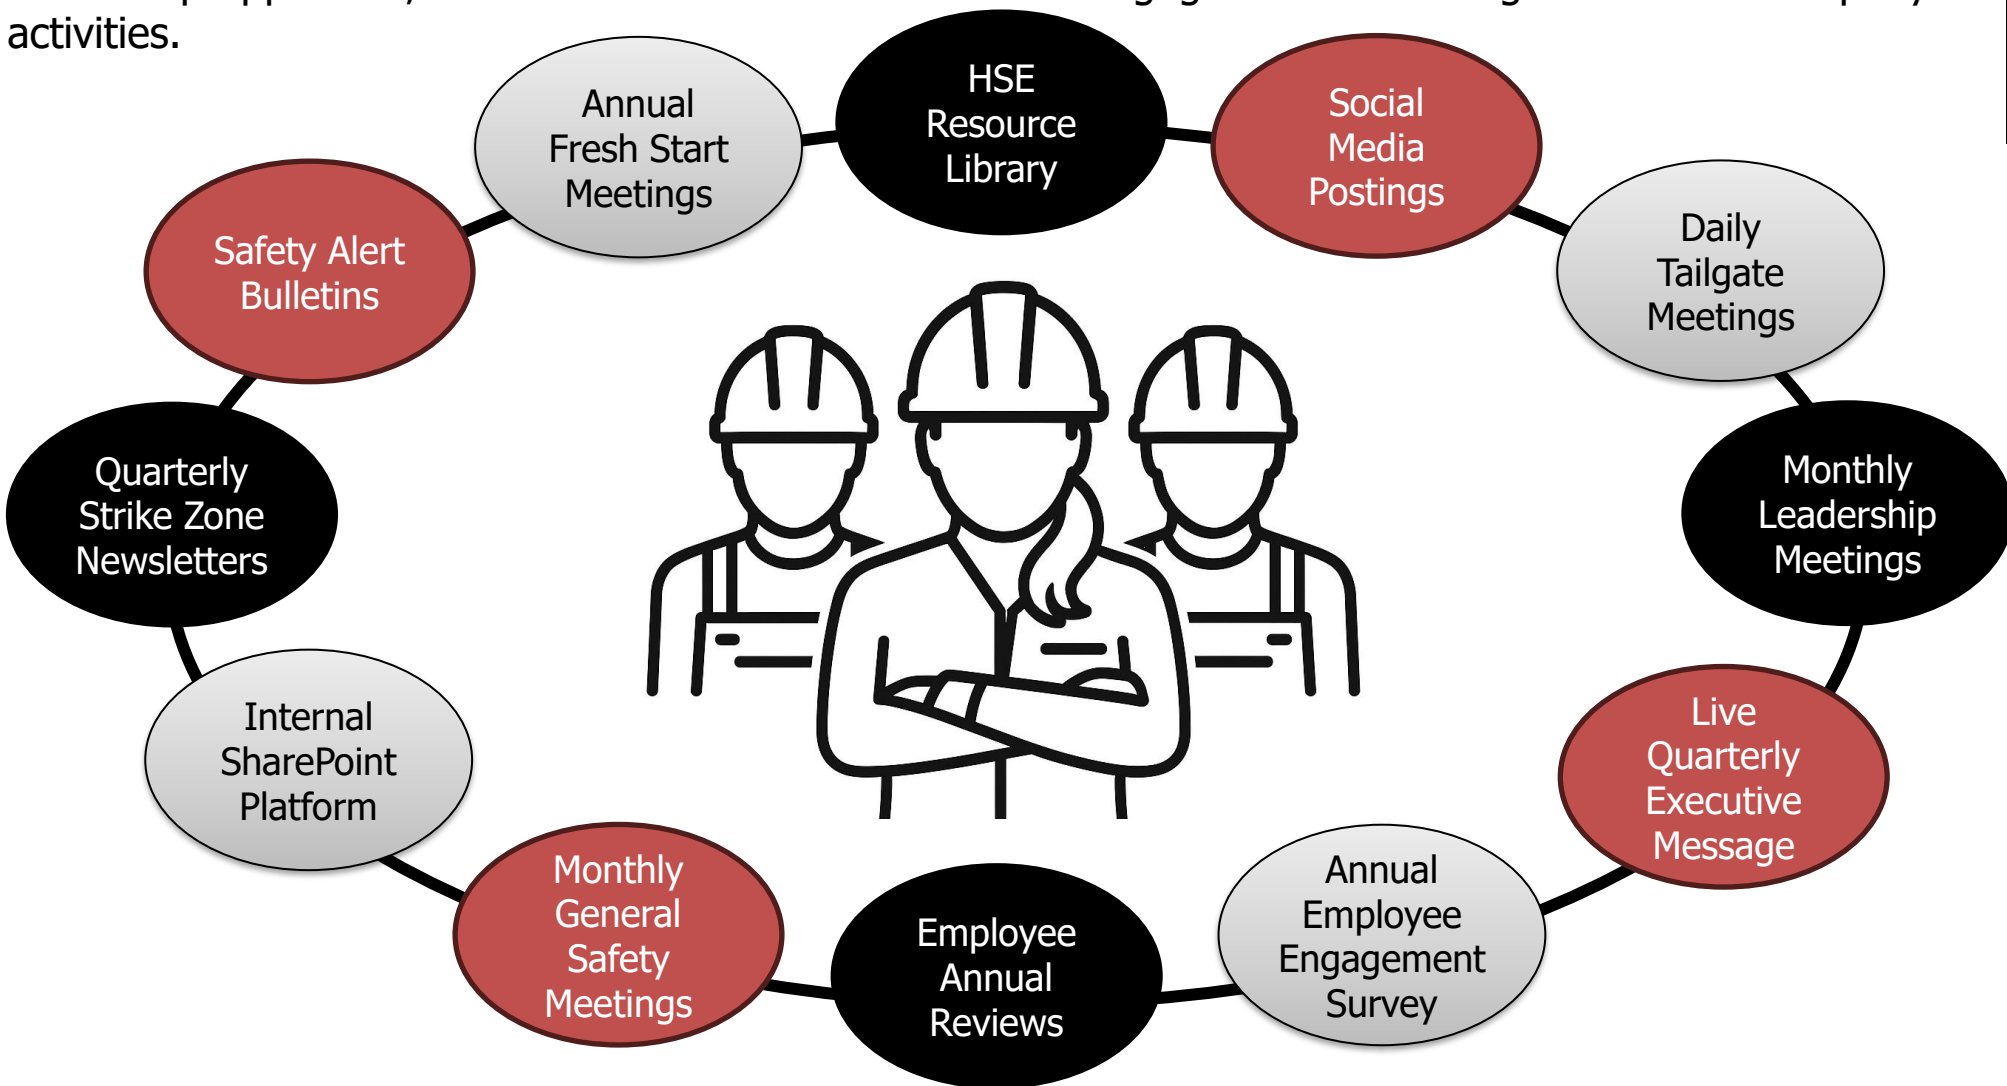 activities.
HSE
Resource
Library
Social
Media
Postings
Daily
Tailgate
Meetings
Monthly
Leadership
Meetings
Live
Quarterly
Executive
Message
Annual
Employee
Engagement
Survey
Employee
Annual
Reviews
Monthly
General
Safety
Meetings
Internal
SharePoint
Platform
Quarterly
Strike Zone
Newsletters
Safety Alert
Bulletins
Annual
Fresh Start
Meetings